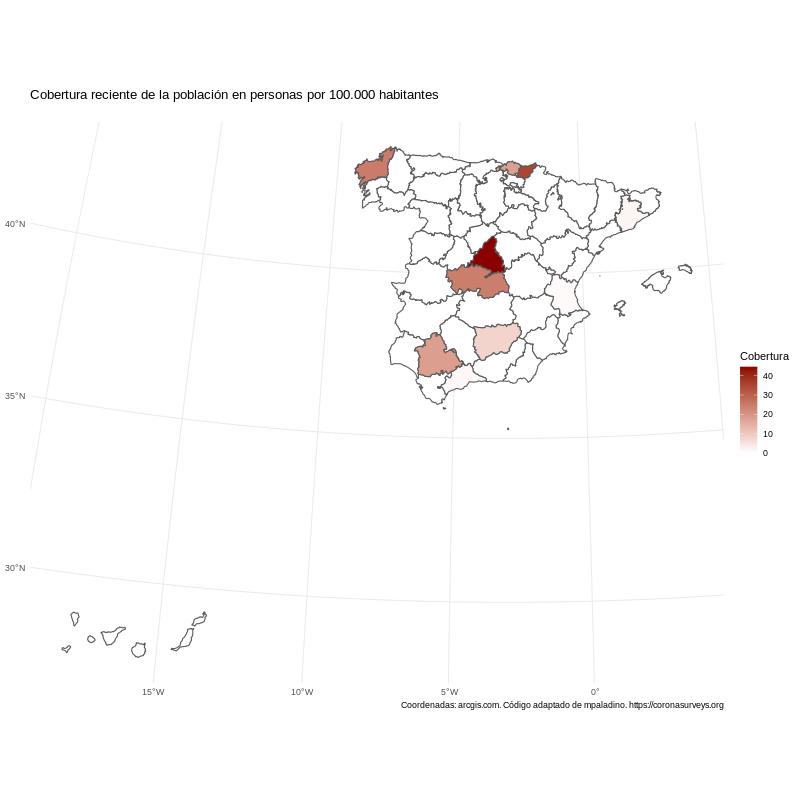 Cobertura reciente de la población en personas por 100.000 habitantes
40°N
35°N
30°N
15°W
10°W
5°W
0°
Cobertura
40
30
20
10
0
Coordenadas: arcgis.com. Código adaptado de mpaladino. https://coronasurveys.org